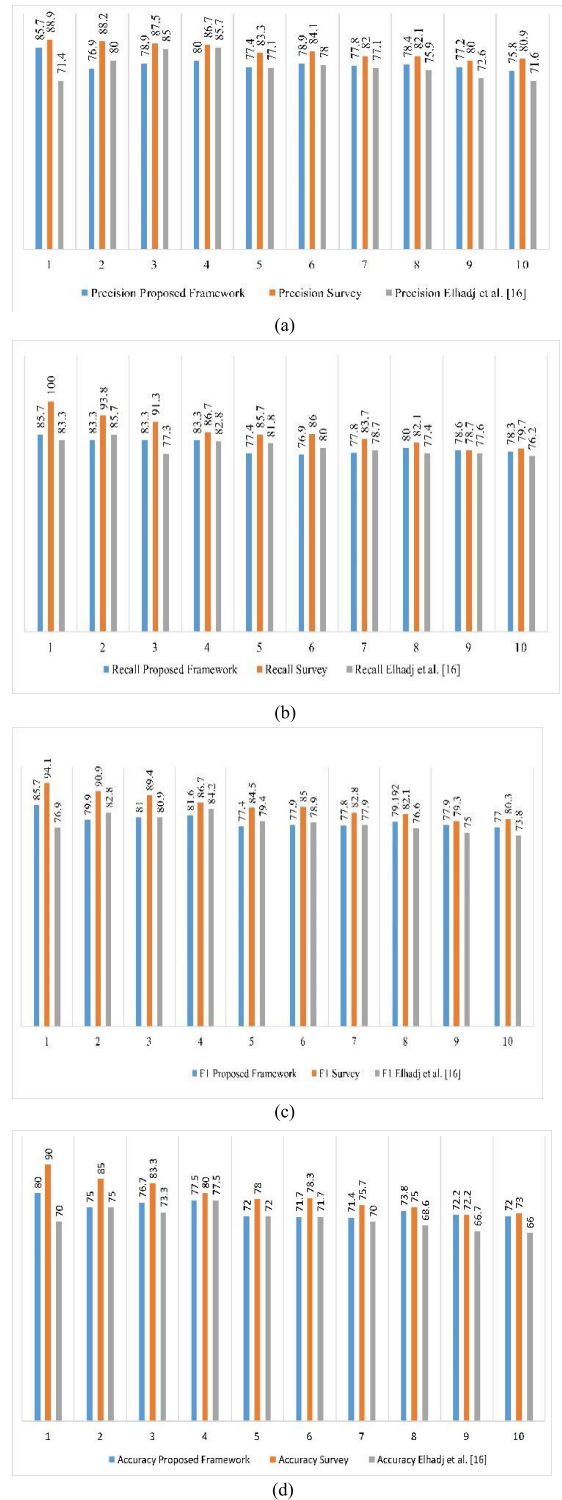 85.7 88.9 71.4 76.9 88.2 80 78.9 87.5 85 80 86.7 85.7 77.4 83.3 77.1 78.9 84.1 78 77.8 82 77.1 78.4 82.1 75.9 77.2 80 72.6 75.8 80.9 71.6
1 2 3 4 5 6 7 8 9 10
Precision Proposed Framework Precision Survey Precision Elhadj et al. [16]
(a)
85.7 100 83.3 83.3 93.8 85.7 83.3 91.3 77.3 83.3 86.7 82.8 77.4 85.7 81.8 76.9 86 80 77.8 83.7 78.7 80 82.1 77.4 78.6 78.7 77.6 78.3 79.7 76.2
1 2 3 4 5 6 7 8 9 10
Recall Proposed Framework Recall Survey Recall Elhadj et al. [16]
(b)
85.7 94.1 76.9 79.9 90.9 82.8 81 89.4 80.9 81.6 86.7 84.2 77.4 84.5 79.4 77.9 85 78.9 77.8 82.8 77.9 79.192 82.1 76.6 77.9 79.3 75 77 80.3 73.8
1 2 3 4 5 6 7 8 9 10
F1 Proposed Framework F1 Survey F1 Elhadj et al. [16]
(c)
80 90 70 75 85 75 76.7 83.3 73.3 77.5 80 77.5 72 78 72 71.7 78.3 71.7 71.4 75.7 70 73.8 75 68.6 72.2 72.2 66.7 72 73 66
1 2 3 4 5 6 7 8 9 10
Accuracy Proposed Framework Accuracy Survey Accuracy Elhadj et al. [16]
(d)